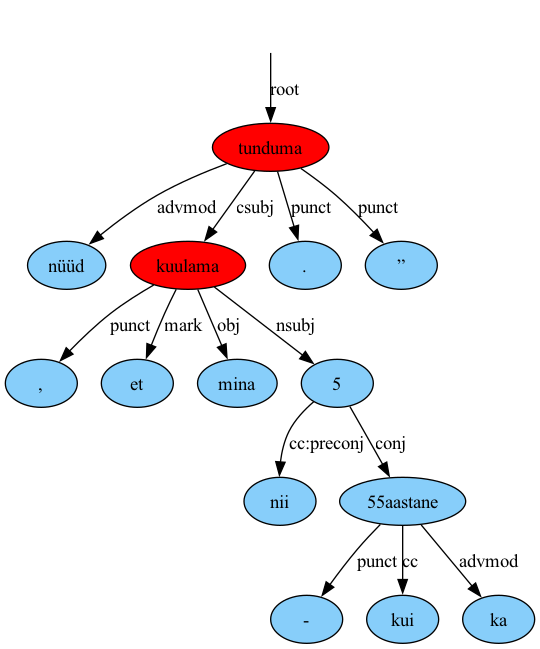 root
tunduma
advmod csubj punct punct
nüüd kuulama . ”
punct mark obj nsubj
, et mina 5
cc:preconj conj
nii 55aastane
punct cc advmod
- kui ka